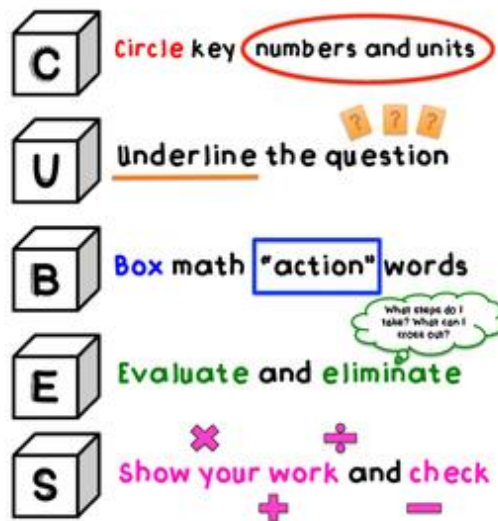 C
Circle key numbers and units
? ? ?
U
Underline the question
B
Box math "action" words
What steps do I
take? What can I
cross out?
E
Evaluate and eliminate
× ÷
S
Show your work and check
+ −